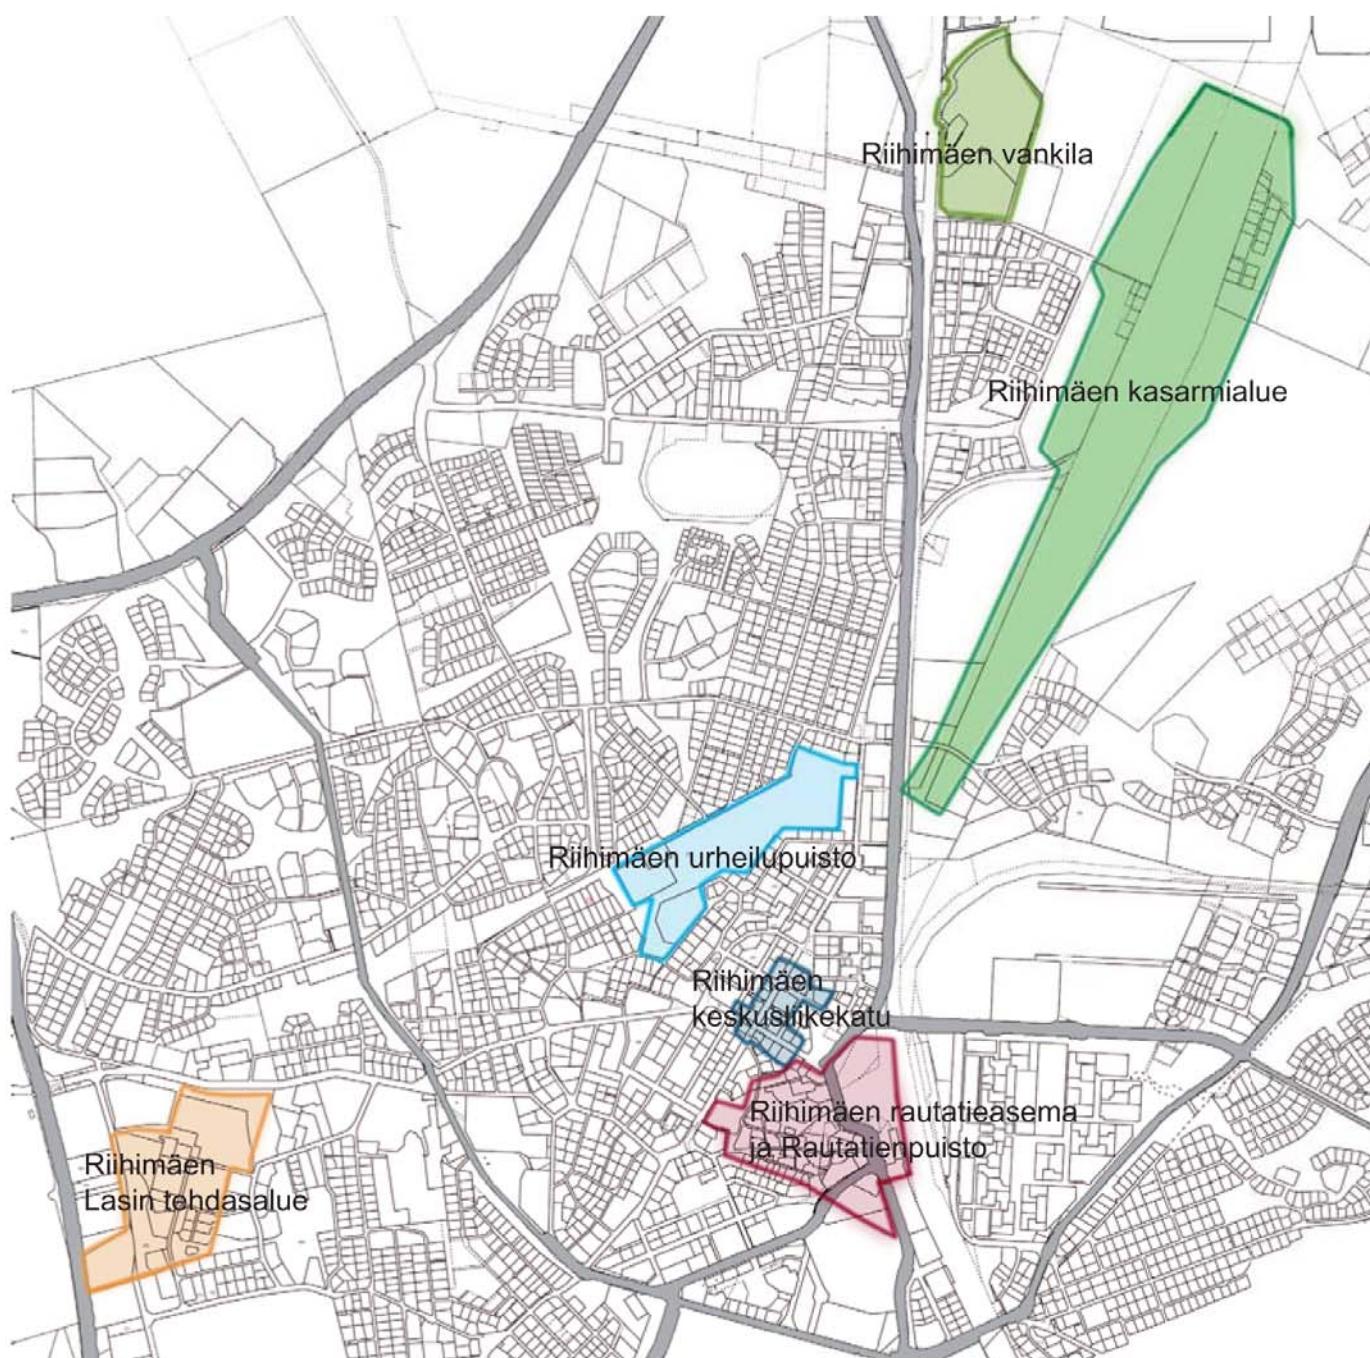 Riihimäen vankila
Riihimäen kasarmialue
Riihimäen urheilupuisto
Riihimäen
keskusliikekatu
Riihimäen rautatieasema
ja Rautatienpuisto
Riihimäen
Lasin tehdasalue